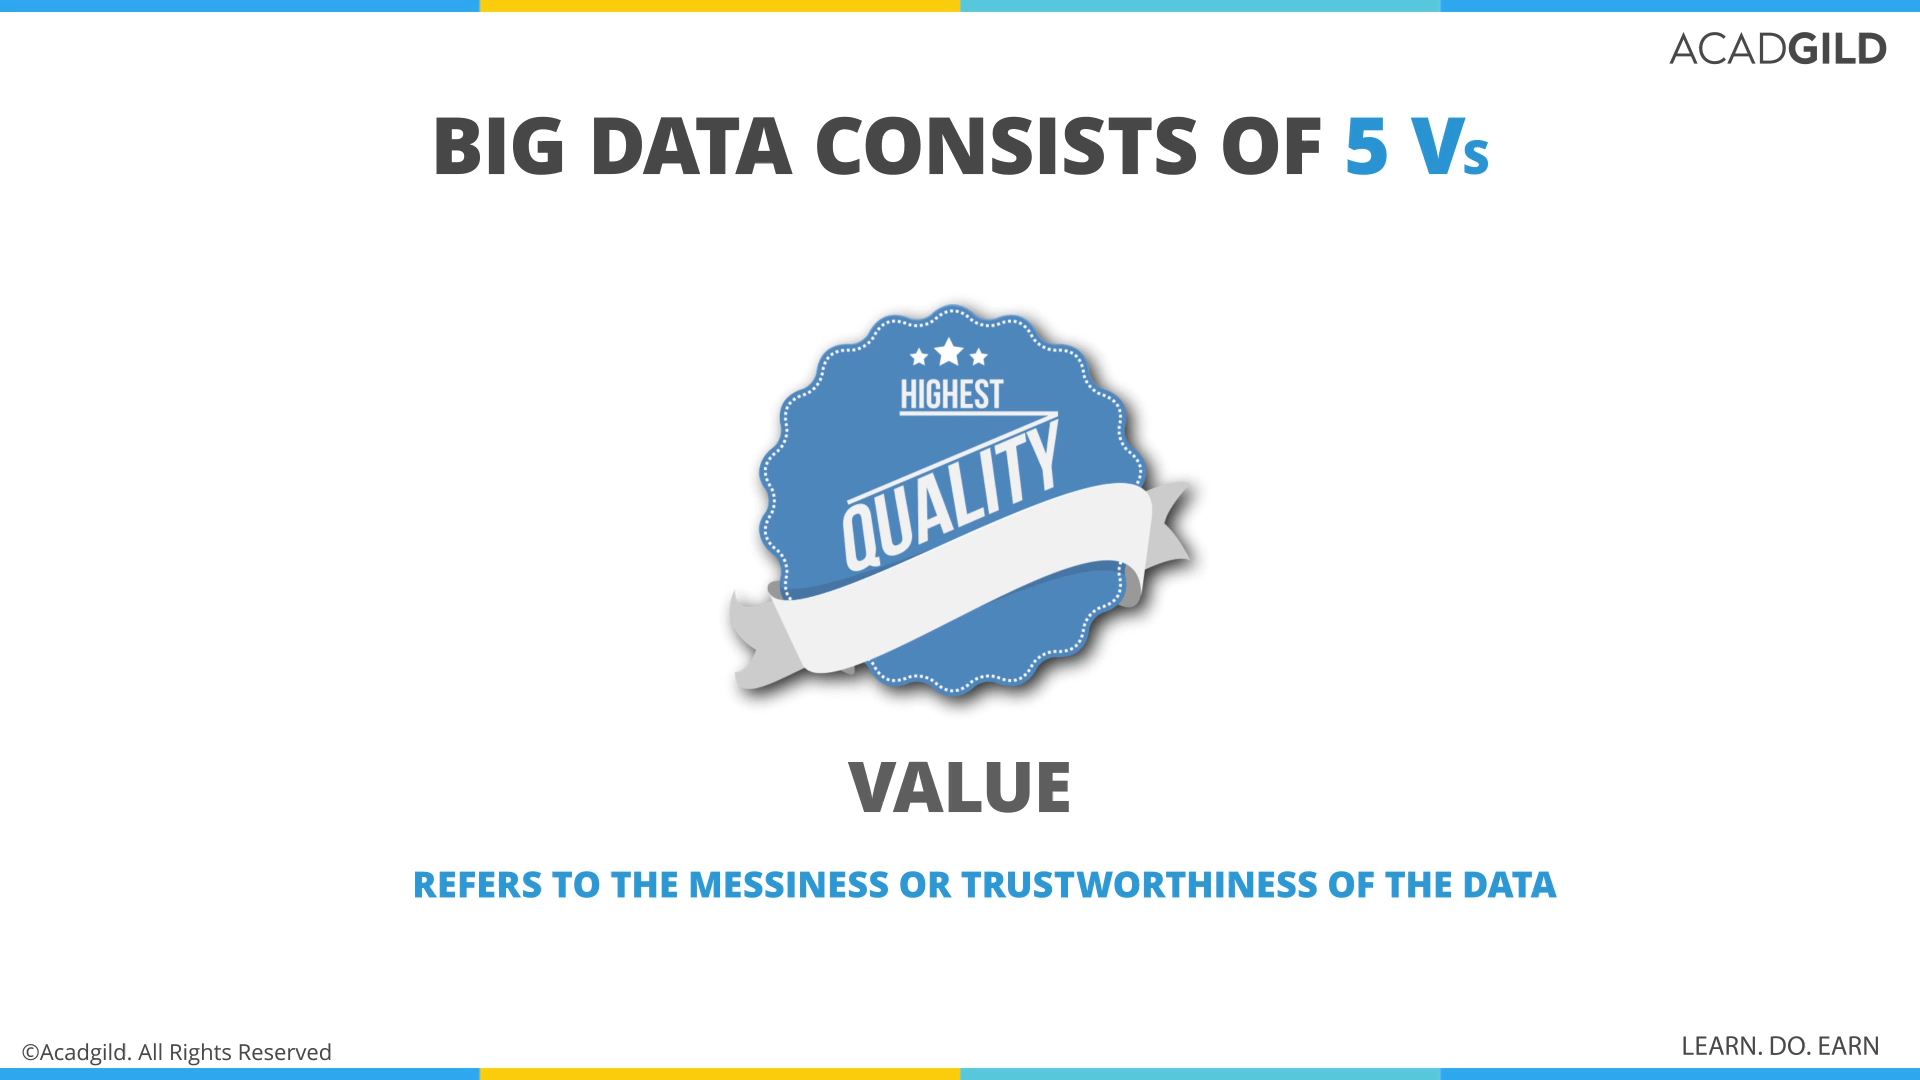 ACADGILD
BIG DATA CONSISTS OF 5 Vs
HIGHEST
QUALITY
VALUE
REFERS TO THE MESSINESS OR TRUSTWORTHINESS OF THE DATA
©Acadgild. All Rights Reserved
LEARN. DO. EARN